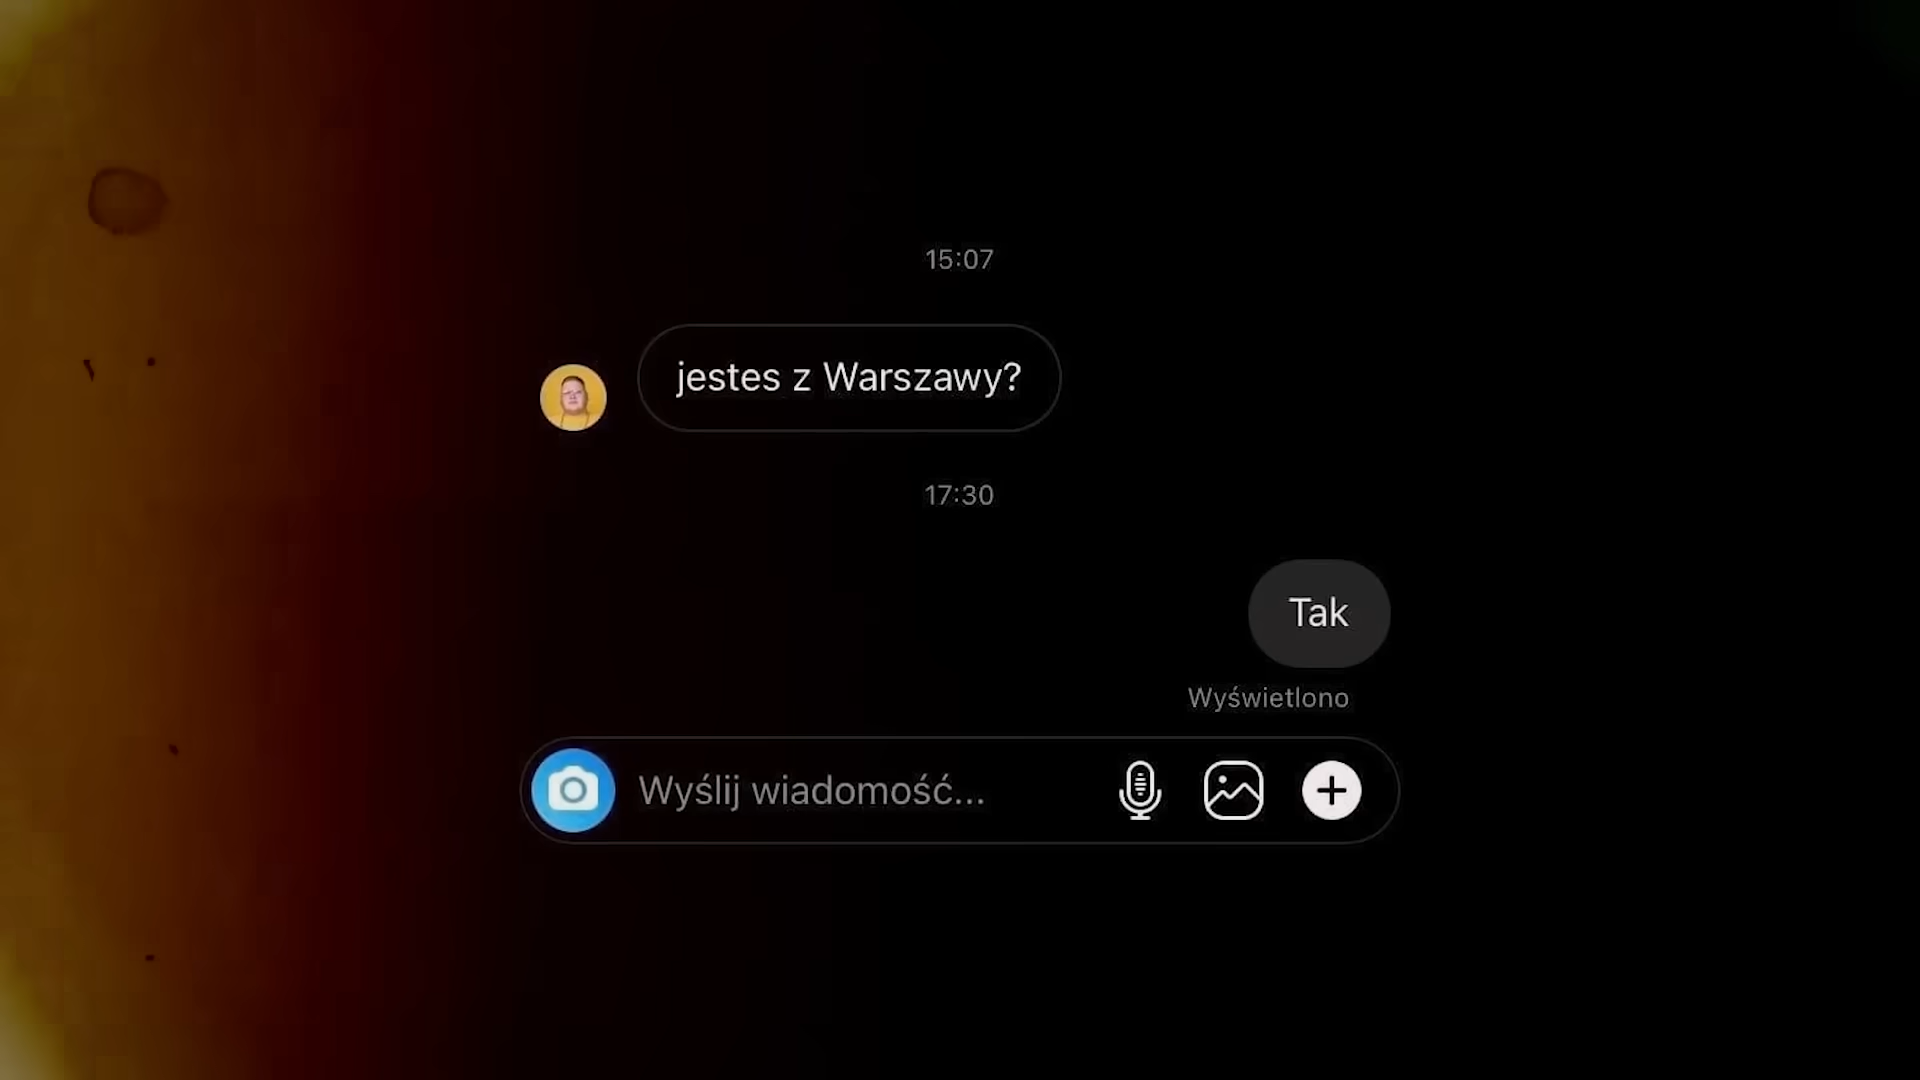 15:07
jestes z Warszawy?
17:30
Tak
Wyświetlono
Wyślij wiadomość...